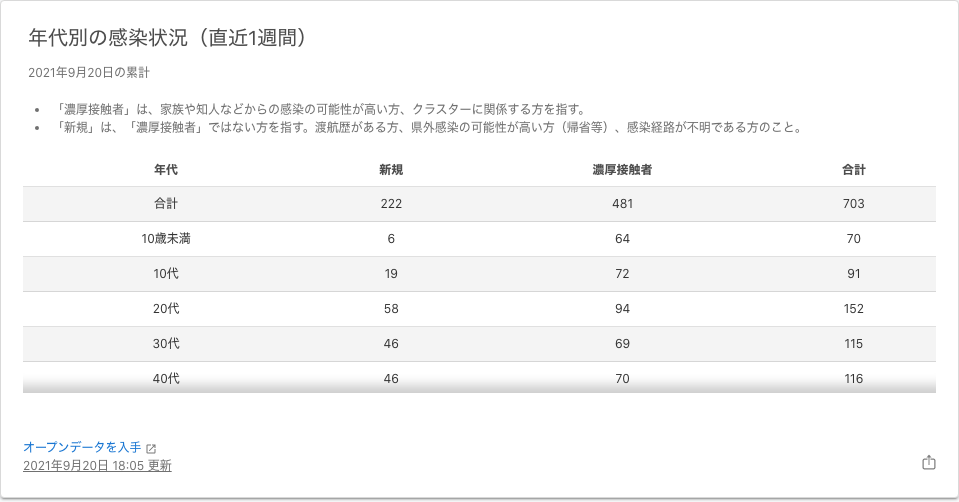 年代別の感染状況（直近1週間）
2021年9月20日の累計
• 「濃厚接触者」は、家族や知人などからの感染の可能性が高い方、クラスターに関係する方を指す。
• 「新規」は、「濃厚接触者」ではない方を指す。渡航歴がある方、県外感染の可能性が高い方（帰省等）、感染経路が不明である方のこと。
年代 新規 濃厚接触者 合計
合計 222 481 703
10歳未満 6 64 70
10代 19 72 91
20代 58 94 152
30代 46 69 115
40代 46 70 116
オープンデータを入手
2021年9月20日 18:05 更新